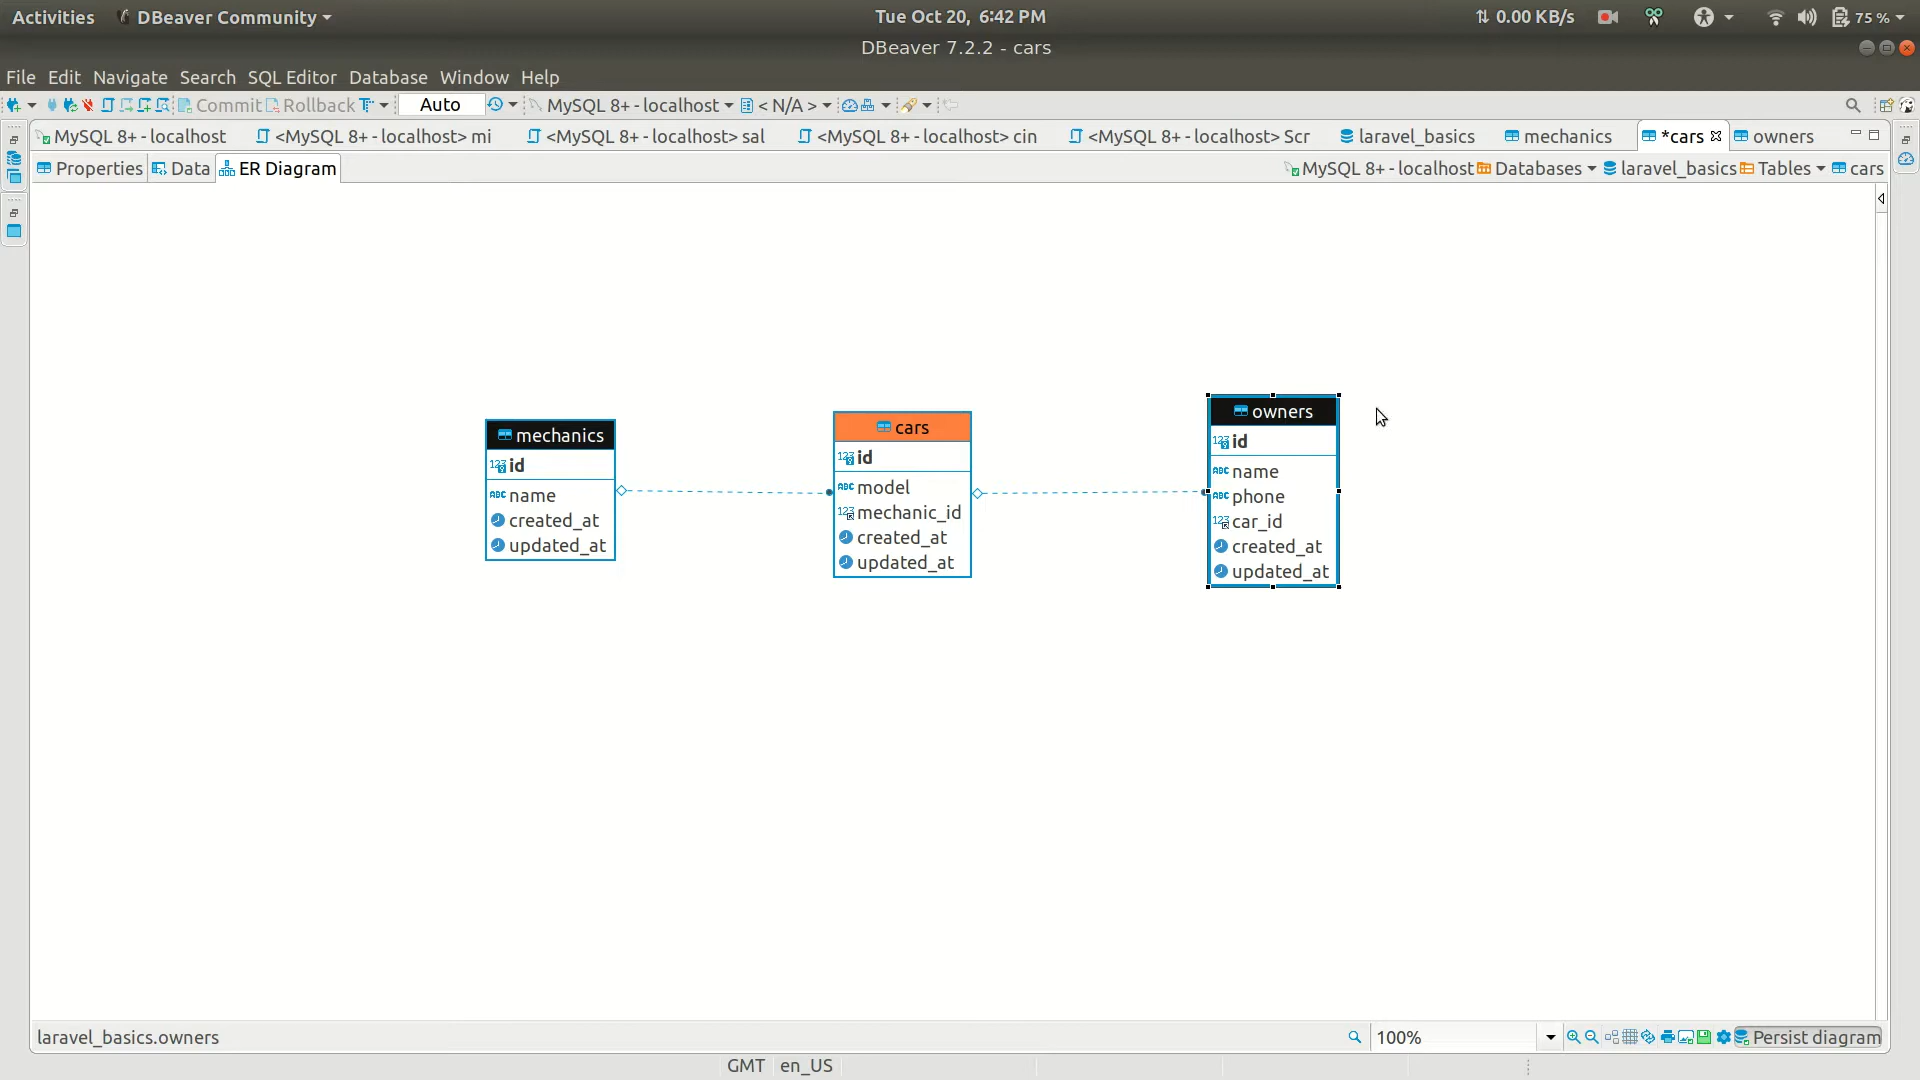 Activities DBeaver Community Tue Oct 20, 6:42 PM 0.00 KB/s 75 %
DBeaver 7.2.2 - cars
File Edit Navigate Search SQL Editor Database Window Help
Commit Rollback Auto MySQL 8+ - localhost < N/A >
MySQL 8+ - localhost <MySQL 8+ - localhost> mi <MySQL 8+ - localhost> sal <MySQL 8+ - localhost> cin <MySQL 8+ - localhost> Scr laravel_basics mechanics *cars owners
Properties Data ER Diagram MySQL 8+ - localhost Databases laravel_basics Tables cars
mechanics
id
name
created_at
updated_at
cars
id
model
mechanic_id
created_at
updated_at
owners
id
name
phone
car_id
created_at
updated_at
laravel_basics.owners 100% Persist diagram
GMT en_US